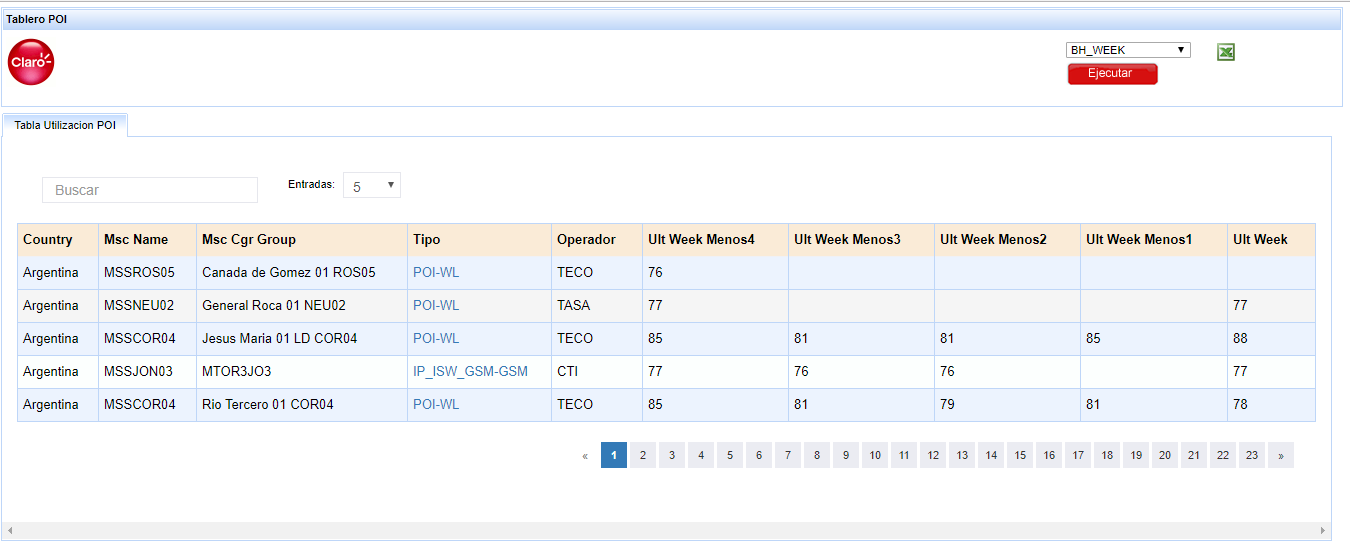 Tablero POI
Claro
BH_WEEK
Ejecutar
Tabla Utilizacion POI
Buscar Entradas: 5
Country Msc Name Msc Cgr Group Tipo Operador Ult Week Menos4 Ult Week Menos3 Ult Week Menos2 Ult Week Menos1 Ult Week
Argentina MSSROS05 Canada de Gomez 01 ROS05 POI-WL TECO 76
Argentina MSSNEU02 General Roca 01 NEU02 POI-WL TASA 77 77
Argentina MSSCOR04 Jesus Maria 01 LD COR04 POI-WL TECO 85 81 81 85 88
Argentina MSSJON03 MTOR3JO3 IP_ISW_GSM-GSM CTI 77 76 76 77
Argentina MSSCOR04 Rio Tercero 01 COR04 POI-WL TECO 85 81 79 81 78
« 1 2 3 4 5 6 7 8 9 10 11 12 13 14 15 16 17 18 19 20 21 22 23 »